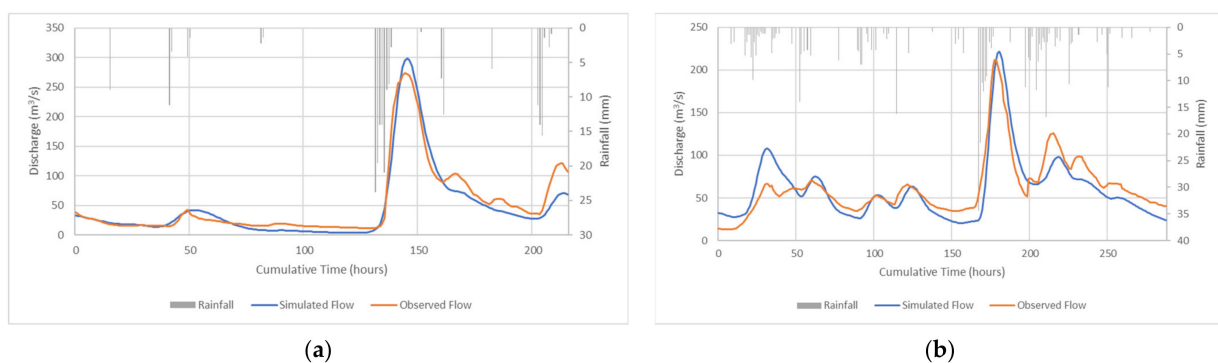 350 300 250 200 150 100 50 0
Discharge (m³/s)
0 50 100 150 200
Cumulative Time (hours)
0 5 10 15 20 25 30
Rainfall (mm)
Rainfall Simulated Flow Observed Flow
(a)
250 200 150 100 50 0
Discharge (m³/s)
0 50 100 150 200 250
Cumulative Time (hours)
0 5 10 15 20 25 30 35 40
Rainfall (mm)
Rainfall Simulated Flow Observed Flow
(b)